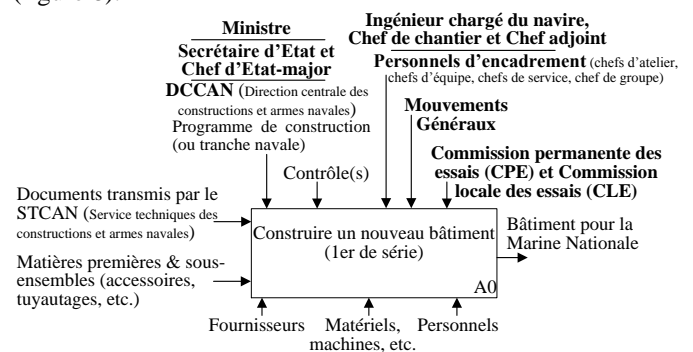 Ministre
Secrétaire d'Etat et
Chef d'Etat-major
DCCAN (Direction centrale des
constructions et armes navales)
Programme de construction
(ou tranche navale)
Contrôle(s)
Ingénieur chargé du navire,
Chef de chantier et Chef adjoint
Personnels d'encadrement (chefs d'atelier,
chefs d'équipe, chefs de service, chef de groupe)
Mouvements
Généraux
Commission permanente des
essais (CPE) et Commission
locale des essais (CLE)
Documents transmis par le
STCAN (Service techniques des
constructions et armes navales)
Matières premières & sous-
ensembles (accessoires,
tuyautages, etc.)
Construire un nouveau bâtiment
(1er de série)
A0
Bâtiment pour la
Marine Nationale
Fournisseurs
Matériels,
machines, etc.
Personnels